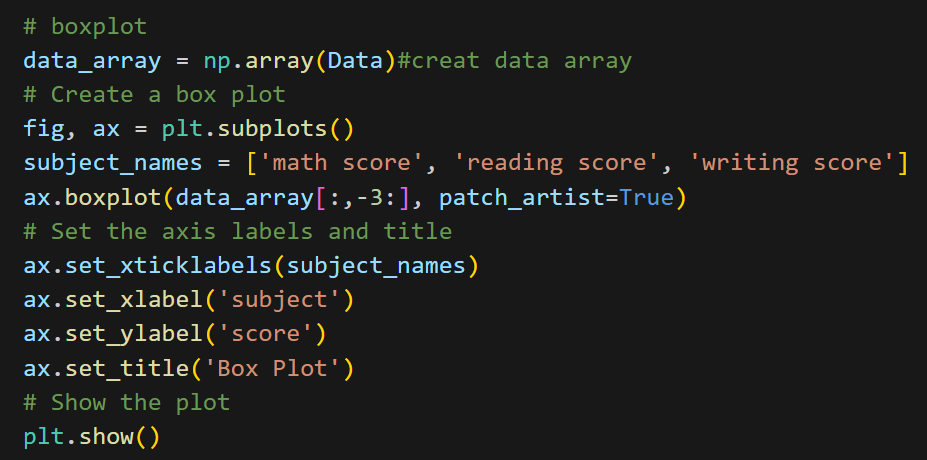 # boxplot
data_array = np.array(Data)#creat data array
# Create a box plot
fig, ax = plt.subplots()
subject_names = ['math score', 'reading score', 'writing score']
ax.boxplot(data_array[:,-3:], patch_artist=True)
# Set the axis labels and title
ax.set_xticklabels(subject_names)
ax.set_xlabel('subject')
ax.set_ylabel('score')
ax.set_title('Box Plot')
# Show the plot
plt.show()